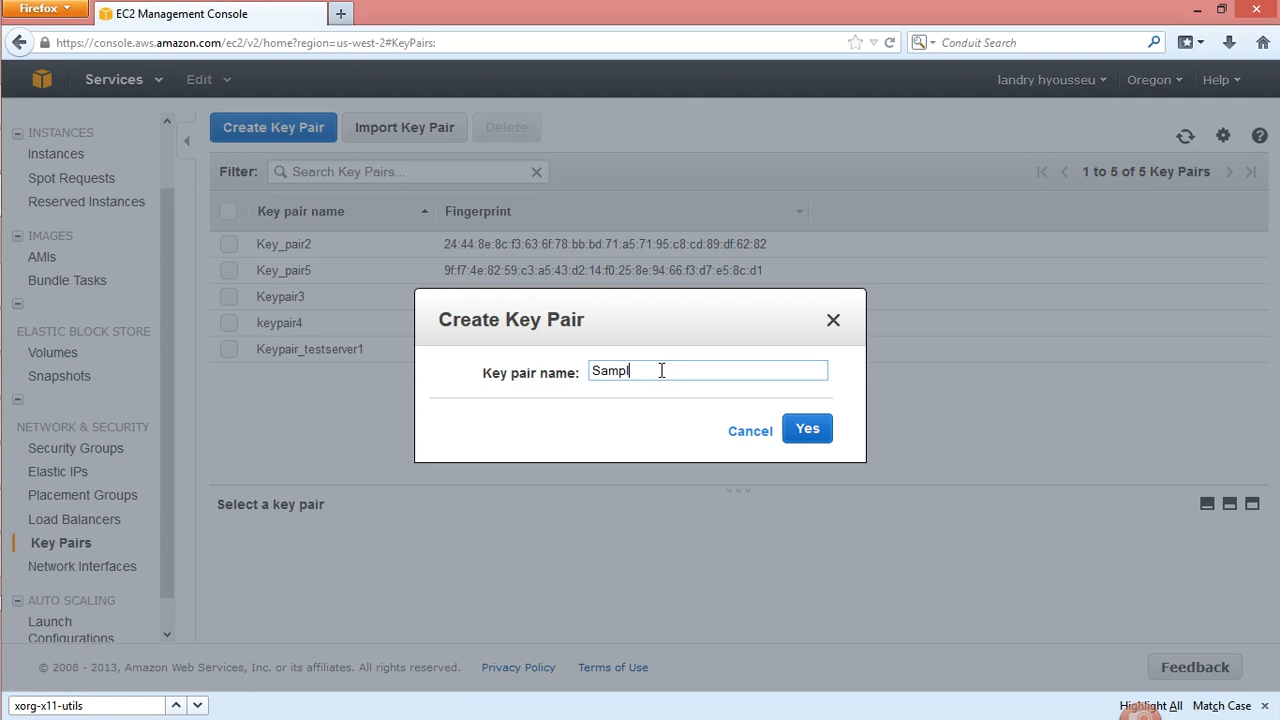 Firefox
EC2 Management Console
https://console.aws.amazon.com/ec2/v2/home?region=us-west-2#KeyPairs:
Conduit Search
Services
Edit
landry hyousseu
Oregon
Help
INSTANCES
Instances
Spot Requests
Reserved Instances
IMAGES
AMIs
Bundle Tasks
ELASTIC BLOCK STORE
Volumes
Snapshots
NETWORK & SECURITY
Security Groups
Elastic IPs
Placement Groups
Load Balancers
Key Pairs
Network Interfaces
AUTO SCALING
Launch
Configurations
Create Key Pair
Import Key Pair
Delete
Filter:
Search Key Pairs...
1 to 5 of 5 Key Pairs
Key pair name
Fingerprint
Key_pair2
24:44:8e:8c:f3:63:6f:78:bb:bd:71:a5:71:95:c8:cd:89:df:62:82
Key_pair5
9f:f7:4e:82:59:c3:a5:43:d2:14:f0:25:8e:94:66:f3:d7:e5:8c:d1
Keypair3
keypair4
Keypair_testserver1
Create Key Pair
Key pair name:
Sampl
Cancel
Yes
Select a key pair
© 2008 - 2013, Amazon Web Services, Inc. or its affiliates. All rights reserved.
Privacy Policy
Terms of Use
Feedback
xorg-x11-utils
Highlight All
Match Case